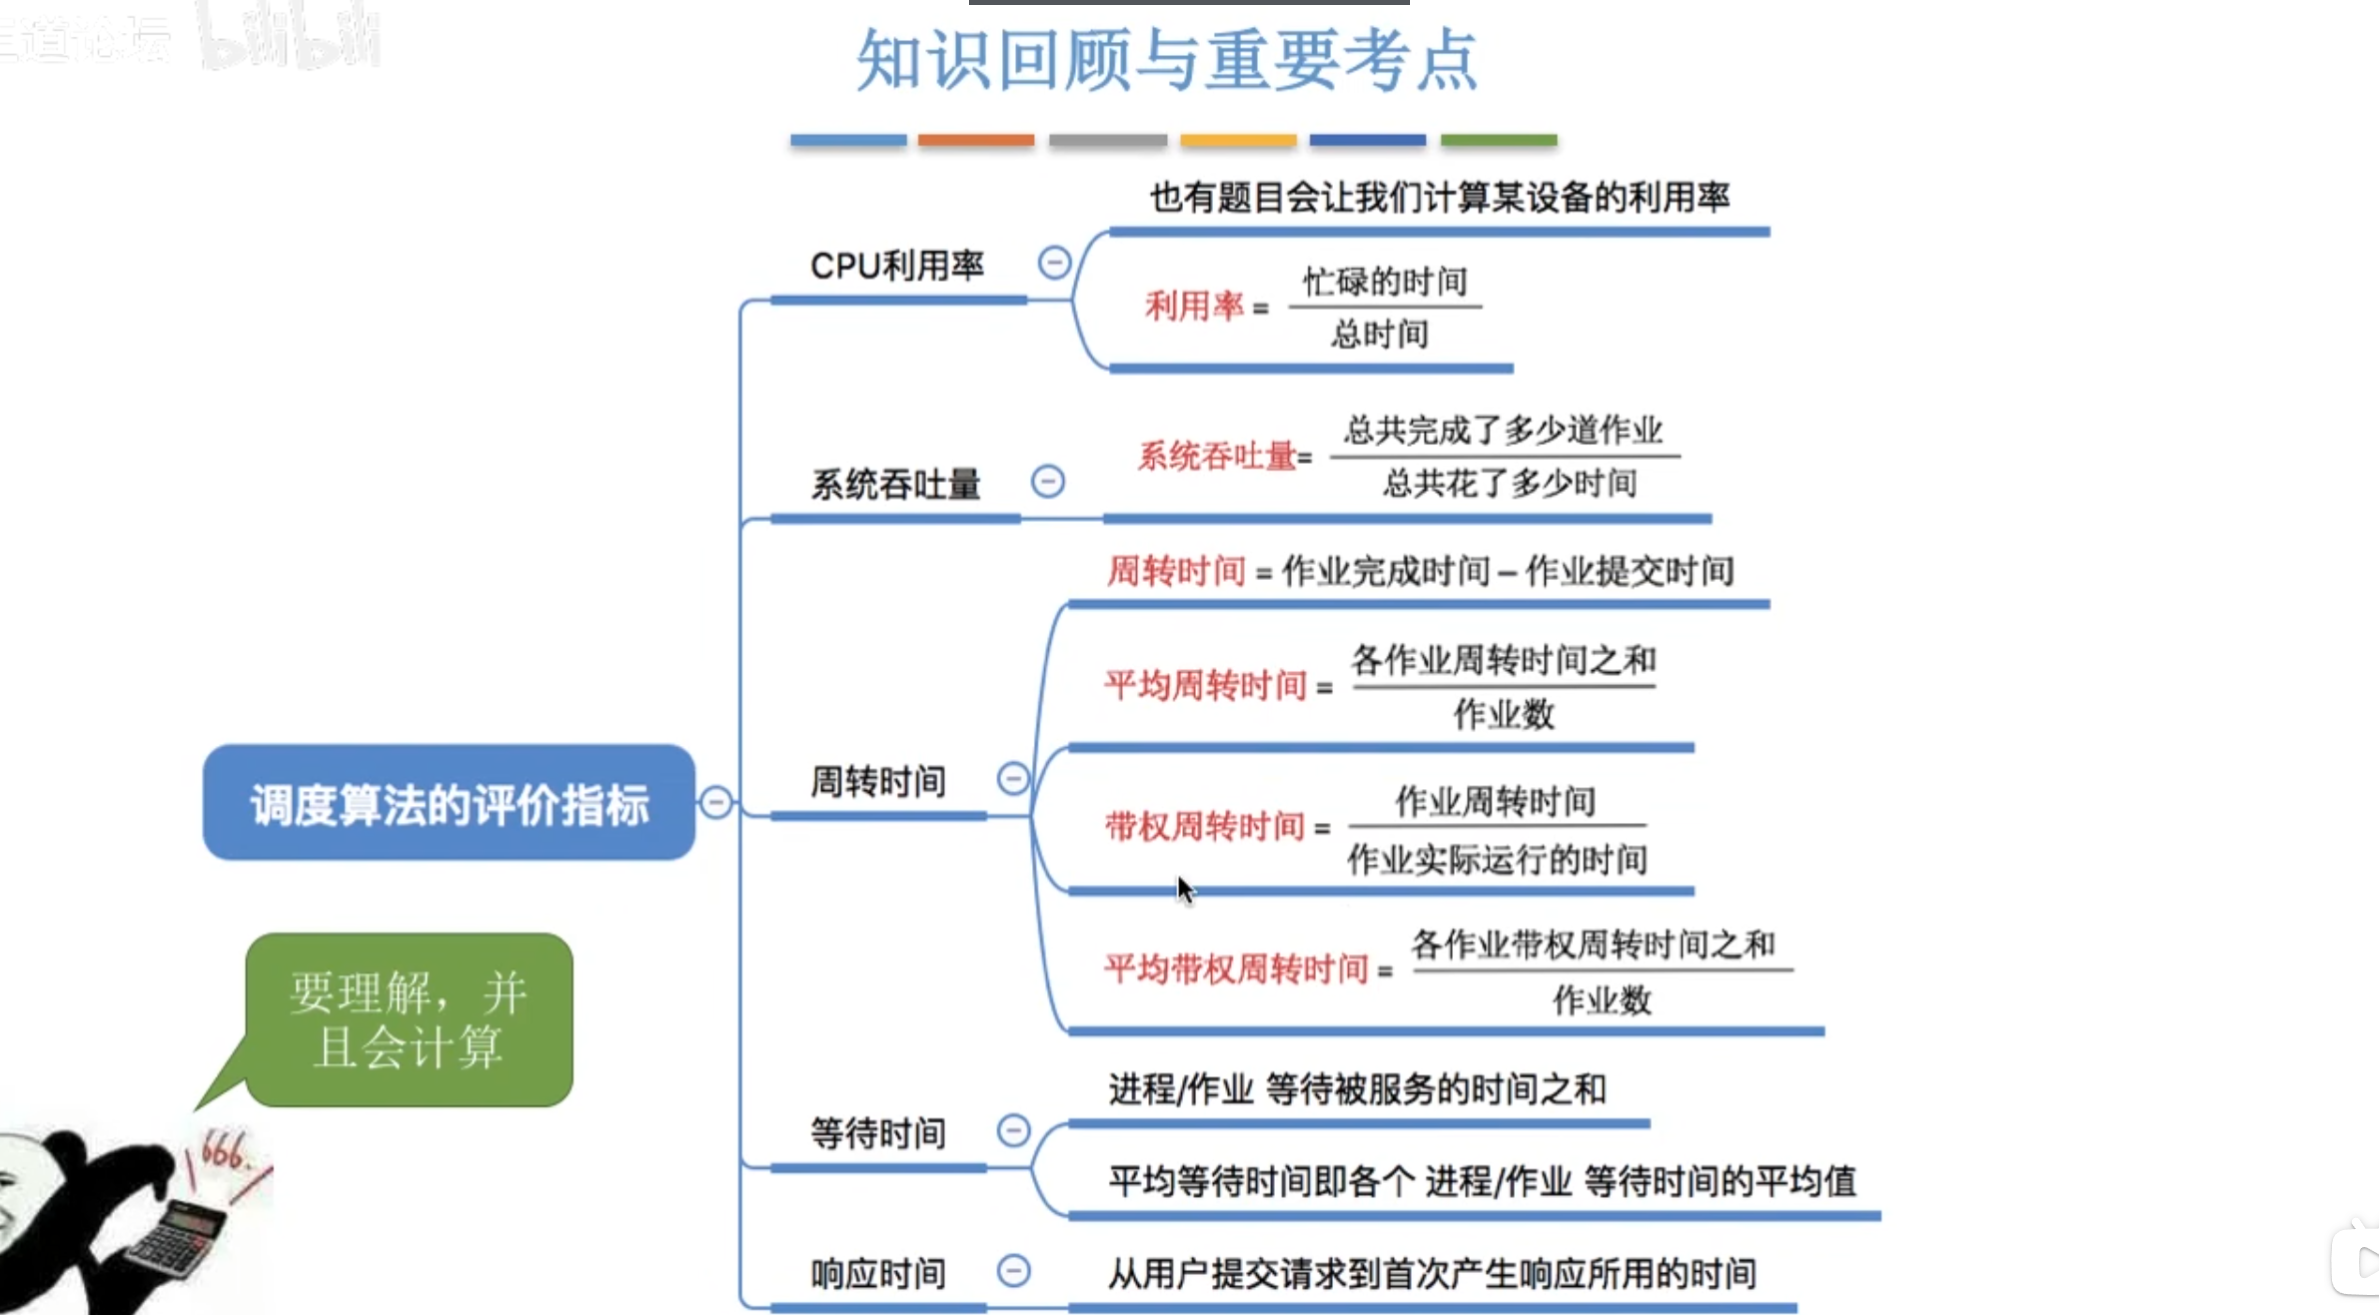 道论坛 bilibili
知识回顾与重要考点
也有题目会让我们计算某设备的利用率
CPU利用率
利用率 = 忙碌的时间
总时间
系统吞吐量
系统吞吐量= 总共完成了多少道作业
总共花了多少时间
周转时间 = 作业完成时间 – 作业提交时间
平均周转时间 = 各作业周转时间之和
作业数
周转时间
调度算法的评价指标
带权周转时间 = 作业周转时间
作业实际运行的时间
平均带权周转时间 = 各作业带权周转时间之和
作业数
要理解，并
且会计算
进程/作业 等待被服务的时间之和
等待时间
平均等待时间即各个 进程/作业 等待时间的平均值
666.
响应时间
从用户提交请求到首次产生响应所用的时间